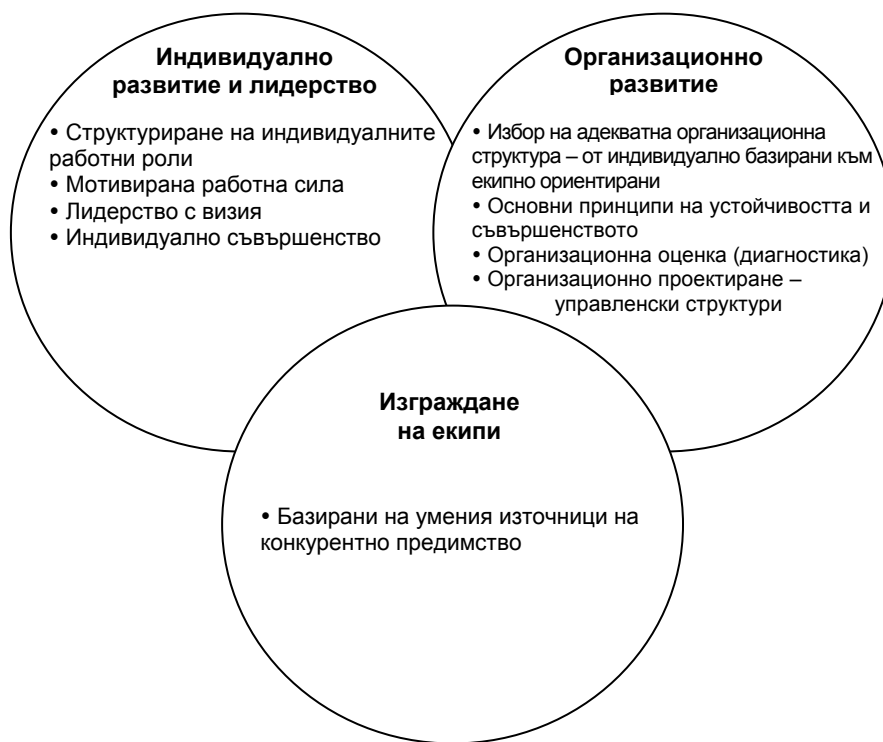 Индивидуално
развитие и лидерство
• Структуриране на индивидуалните
работни роли
• Мотивирана работна сила
• Лидерство с визия
• Индивидуално съвършенство
Организационно
развитие
• Избор на адекватна организационна
структура – от индивидуално базирани към
екипно ориентирани
• Основни принципи на устойчивостта и
съвършенството
• Организационна оценка (диагностика)
• Организационно проектиране –
управленски структури
Изграждане
на екипи
• Базирани на умения източници на
конкурентно предимство